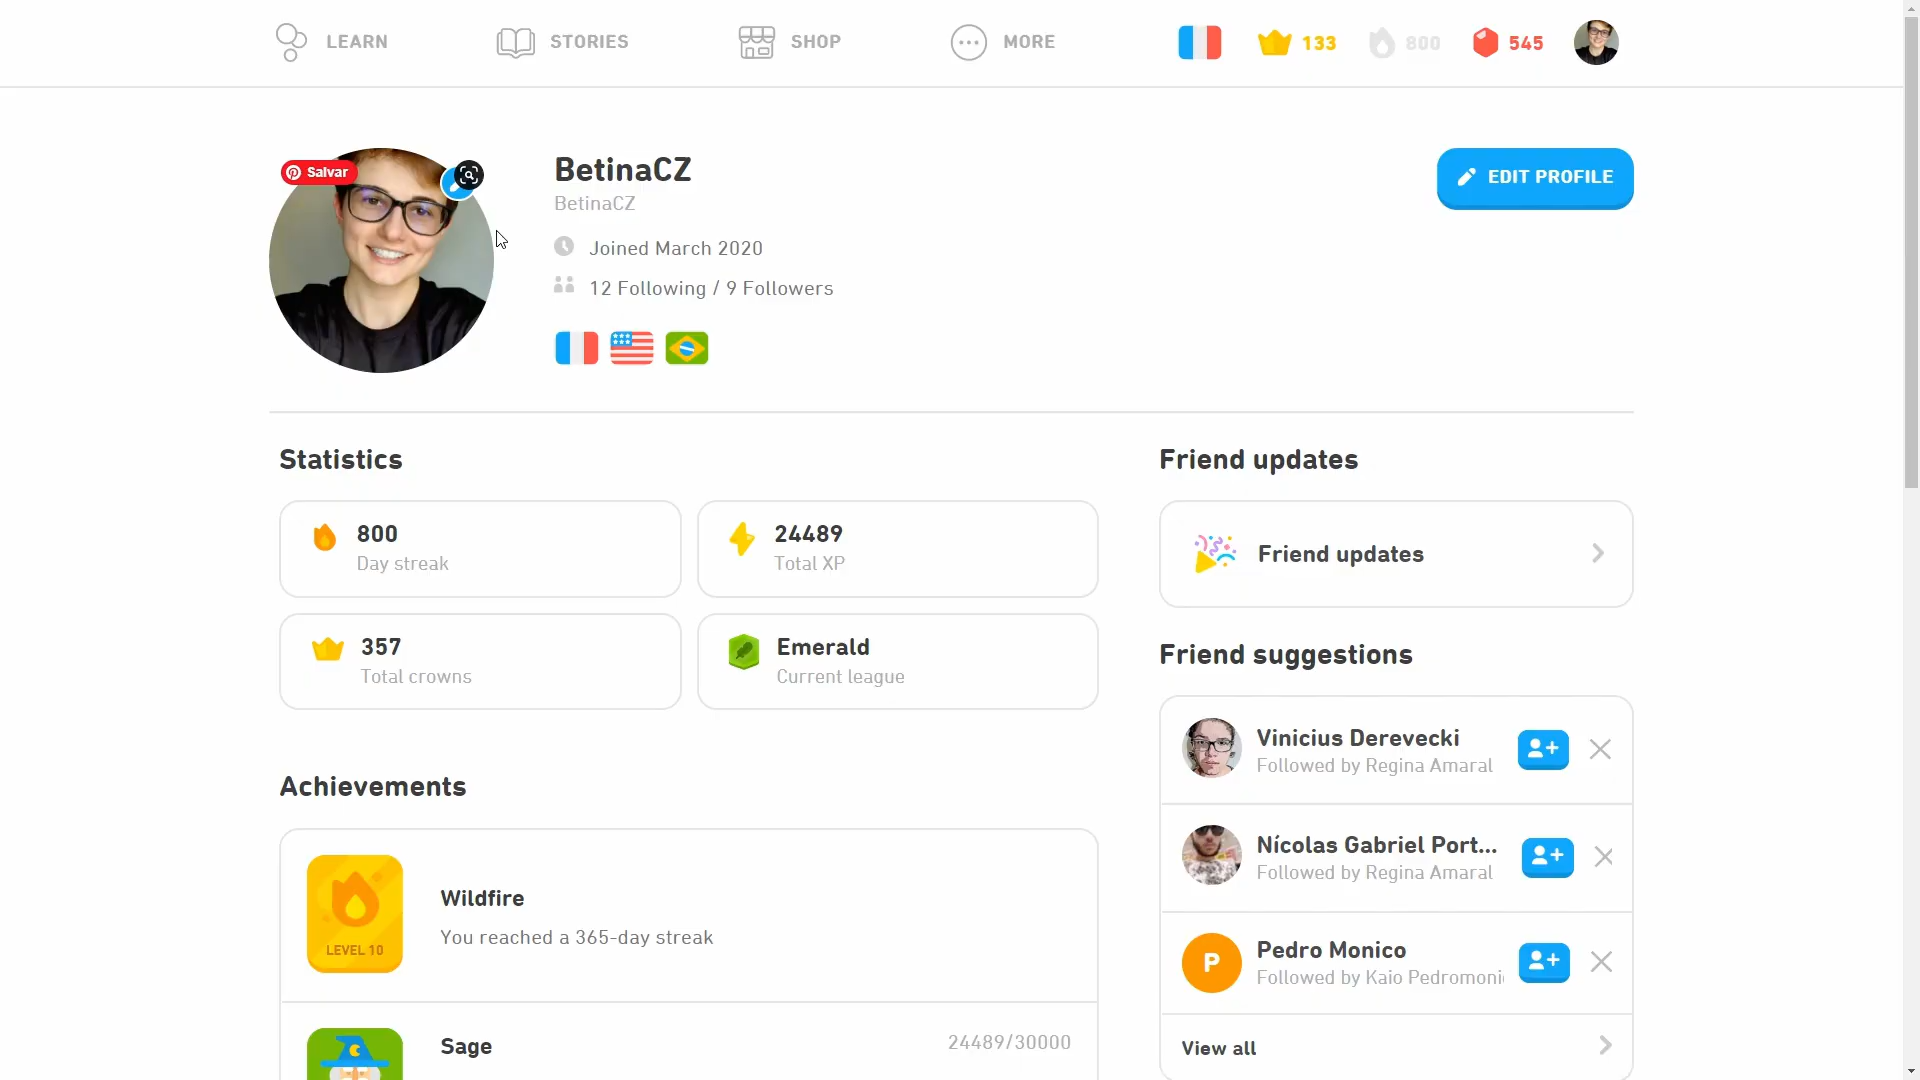 LEARN
STORIES
SHOP
MORE
133
800
545
Salvar
BetinaCZ
BetinaCZ
EDIT PROFILE
Joined March 2020
12 Following / 9 Followers
Statistics
800
Day streak
24489
Total XP
357
Total crowns
Emerald
Current league
Friend updates
Friend updates
Friend suggestions
Vinicius Derevecki
Followed by Regina Amaral
Nícolas Gabriel Port...
Followed by Regina Amaral
P
Pedro Monico
Followed by Kaio Pedromoni
View all
Achievements
LEVEL 10
Wildfire
You reached a 365-day streak
Sage
24489/30000